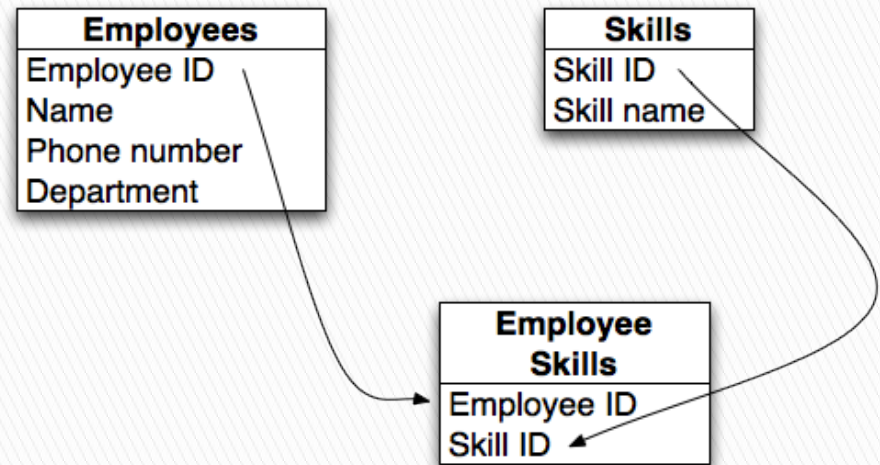 Employees
Employee ID
Name
Phone number
Department
Skills
Skill ID
Skill name
Employee
Skills
Employee ID
Skill ID